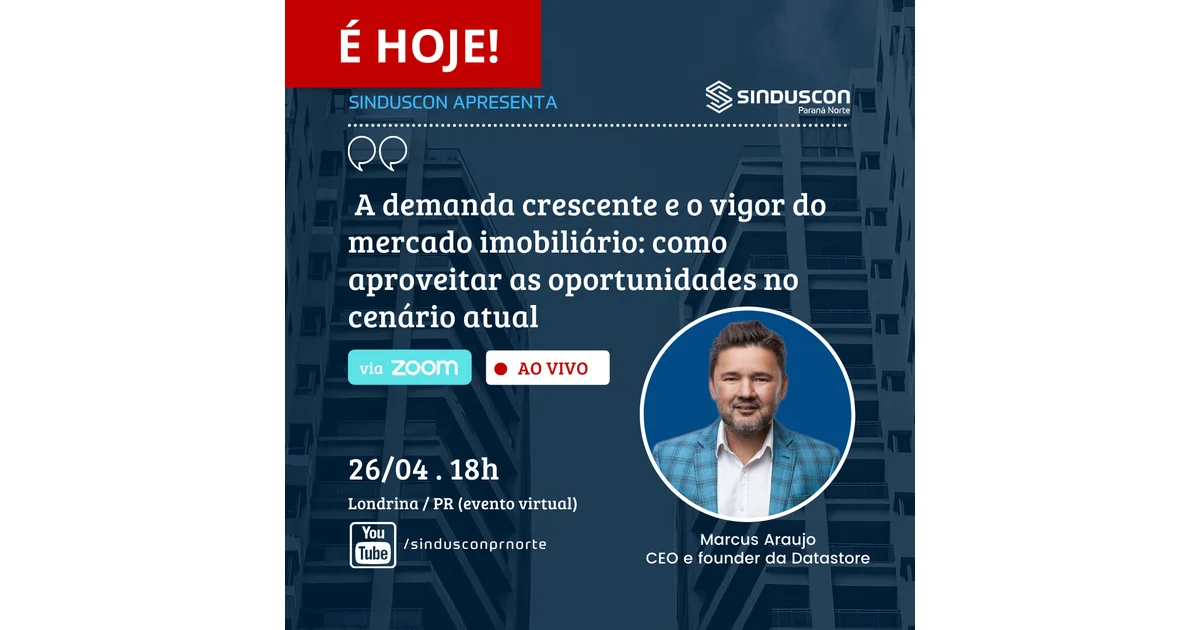 É HOJE!
SINDUSCON APRESENTA
SINDUSCON
Paraná Norte
A demanda crescente e o vigor do
mercado imobiliário: como
aproveitar as oportunidades no
cenário atual
via zoom
AO VIVO
26/04 . 18h
Londrina / PR (evento virtual)
You
Tube
/sindusconprnorte
Marcus Araujo
CEO e founder da Datastore